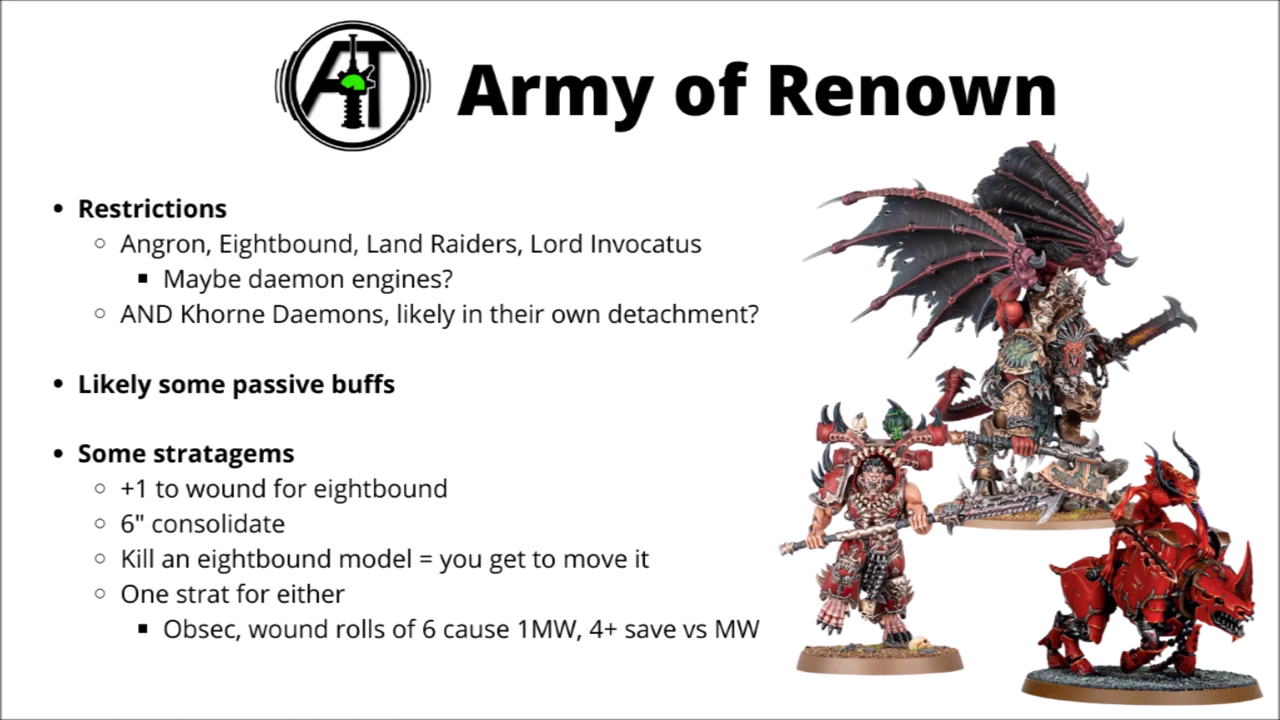 AT
Army of Renown
• Restrictions
○ Angron, Eightbound, Land Raiders, Lord Invocatus
▪ Maybe daemon engines?
○ AND Khorne Daemons, likely in their own detachment?
• Likely some passive buffs
• Some stratagems
○ +1 to wound for eightbound
○ 6" consolidate
○ Kill an eightbound model = you get to move it
○ One strat for either
▪ Obsec, wound rolls of 6 cause 1MW, 4+ save vs MW